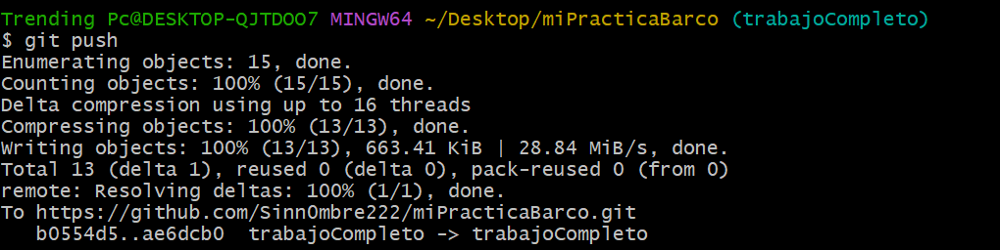 Trending Pc@DESKTOP-QJTDOO7 MINGW64 ~/Desktop/miPracticaBarco (trabajoCompleto)
$ git push
Enumerating objects: 15, done.
Counting objects: 100% (15/15), done.
Delta compression using up to 16 threads
Compressing objects: 100% (13/13), done.
Writing objects: 100% (13/13), 663.41 KiB | 28.84 MiB/s, done.
Total 13 (delta 1), reused 0 (delta 0), pack-reused 0 (from 0)
remote: Resolving deltas: 100% (1/1), done.
To https://github.com/Sinn0mbre222/miPracticaBarco.git
   b0554d5..ae6dcb0  trabajoCompleto -> trabajoCompleto